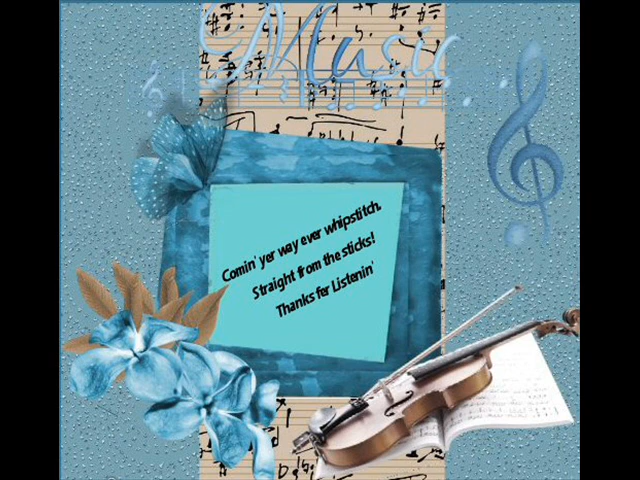 Music
Comin' yer way ever whipstitch.
Straight from the sticks!
Thanks fer Listenin'